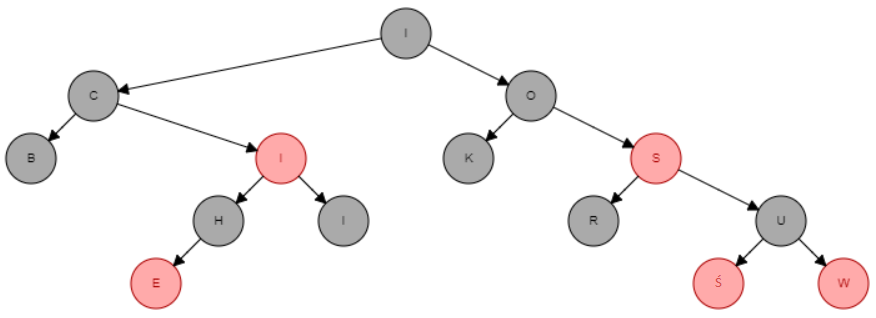 I
C O
B I K S
H I R U
E Ś W